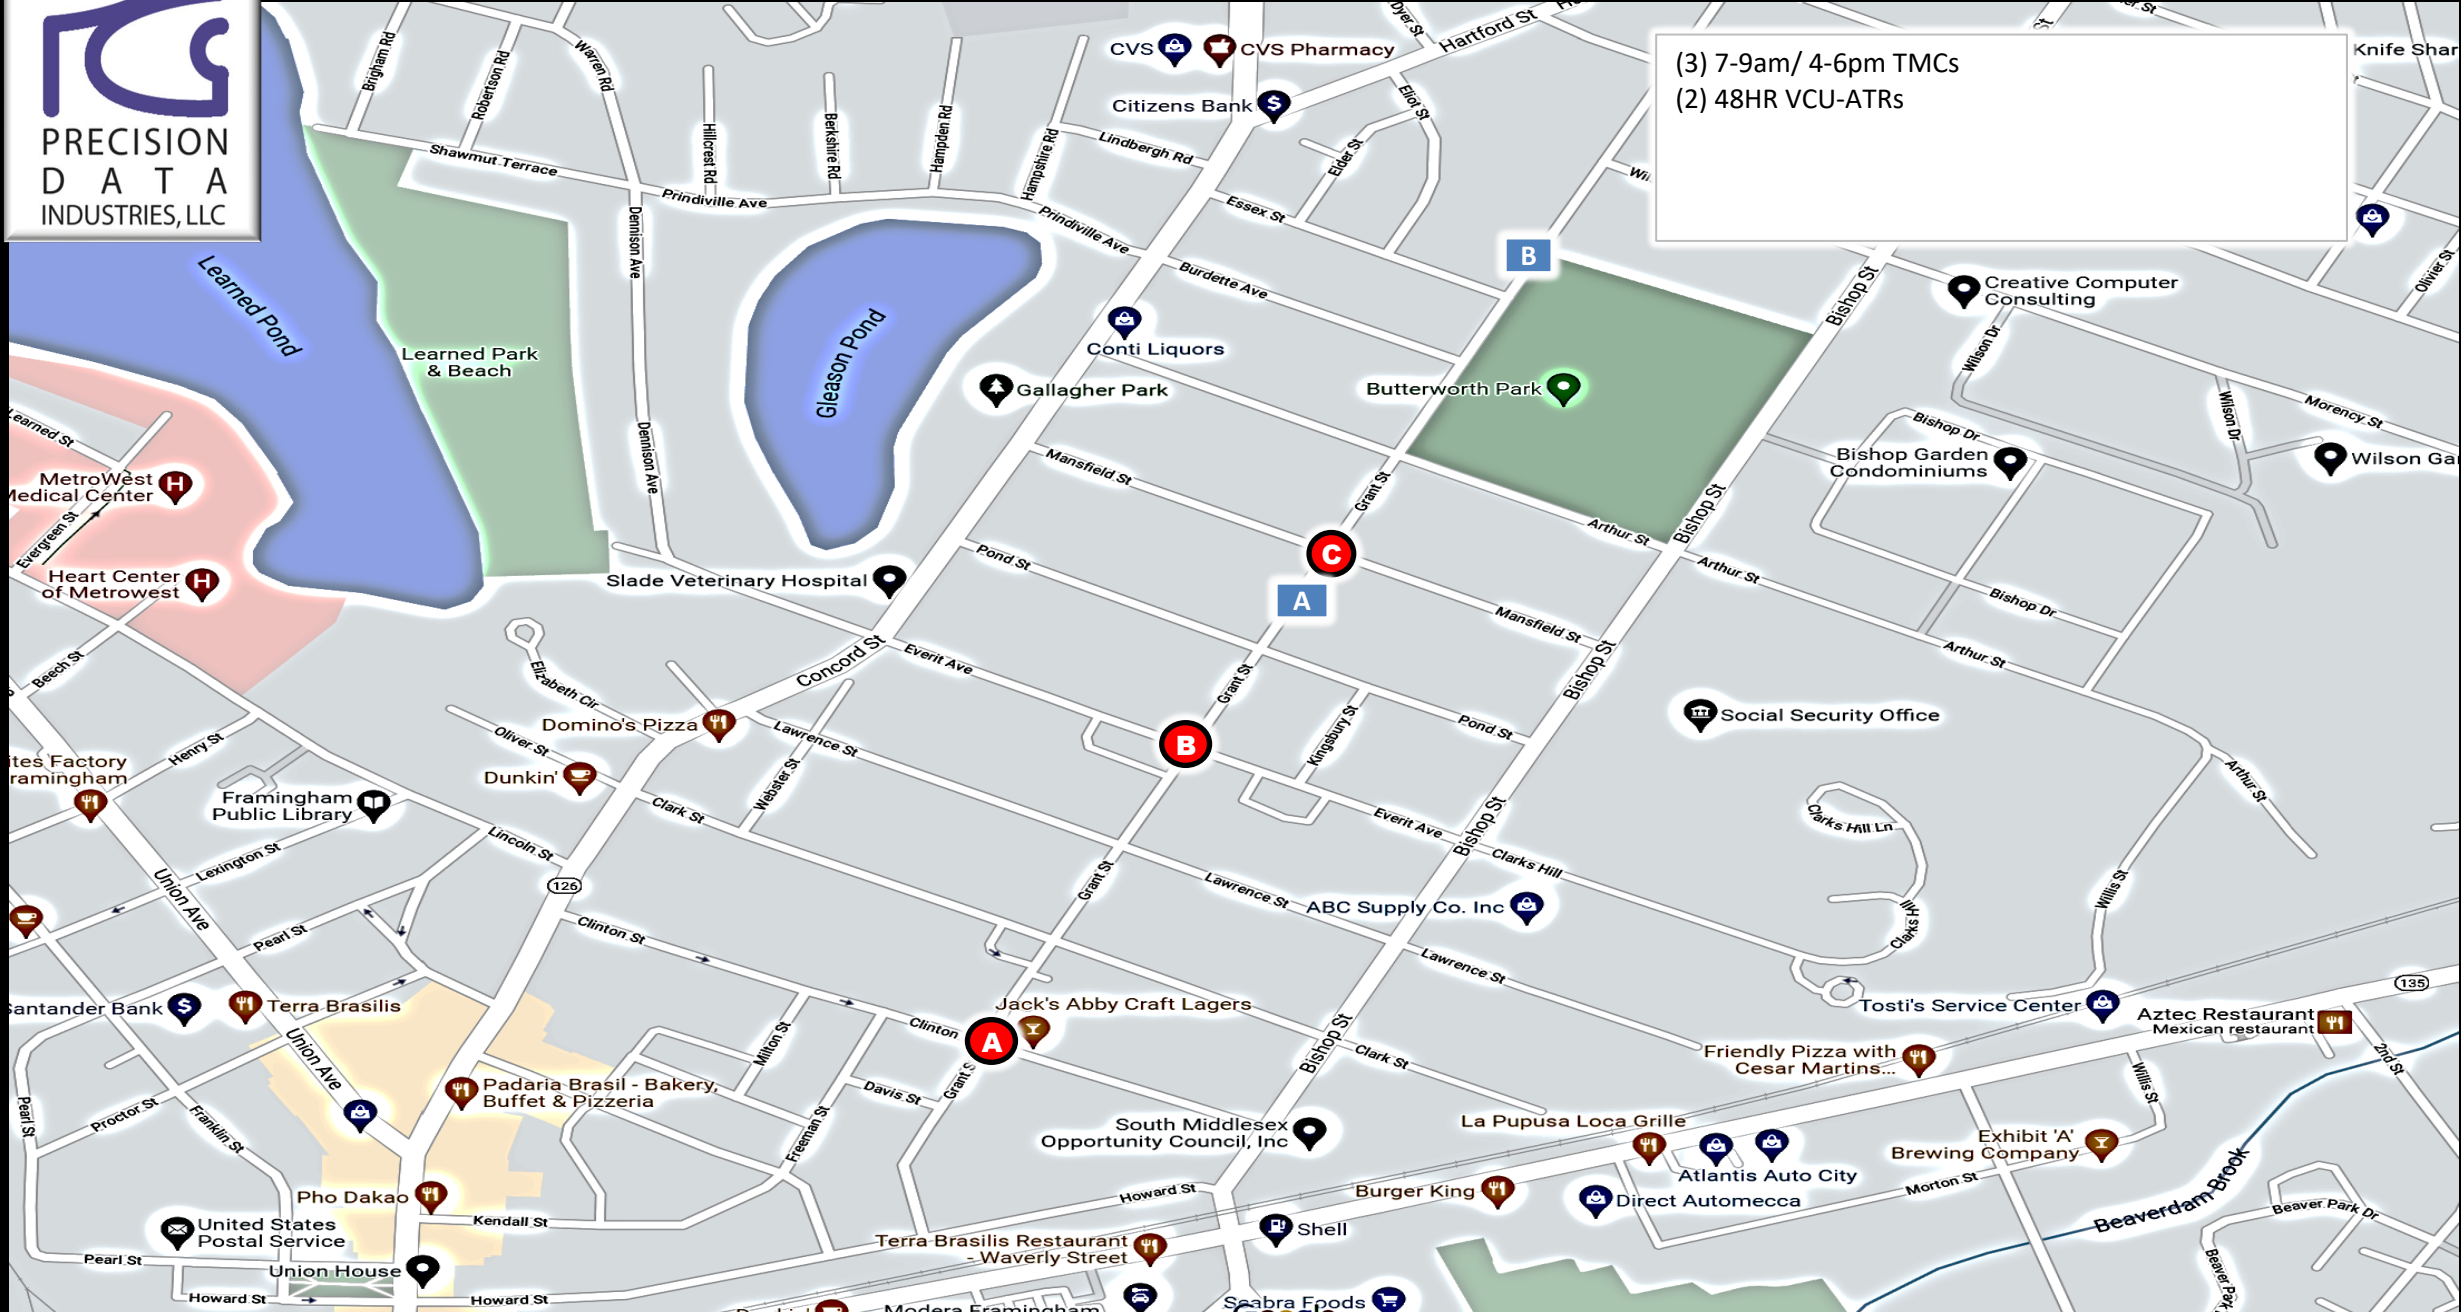 PRECISION
DATA
INDUSTRIES, LLC
(3) 7-9am/ 4-6pm TMCs
(2) 48HR VCU-ATRs
Brigham Rd
Robertson Rd
Warren Rd
Hillcrest Rd
Berkshire Rd
Hampden Rd
Hampshire Rd
CVS
CVS Pharmacy
Citizens Bank
Dyer St
Hartford St
Eliot St
Elder St
Lindbergh Rd
Shawmut Terrace
Prindiville Ave
Prindiville Ave
Essex St
Burdette Ave
Dennison Ave
Dennison Ave
Learned Pond
Learned Park
& Beach
Gleason Pond
Conti Liquors
Gallagher Park
Butterworth Park
B
Bishop St
Creative Computer
Consulting
Wilson Dr
Wilson Dr
Olivier St
Morency St
Bishop Dr
Bishop Garden
Condominiums
Learned St
MetroWest
Medical Center
Evergreen St
Heart Center
of Metrowest
Mansfield St
Grant St
C
A
Arthur St
Bishop St
Arthur St
Bishop Dr
Arthur St
Slade Veterinary Hospital
Pond St
Mansfield St
Bishop St
Beech St
Elizabeth Cir
Concord St
Everit Ave
Grant St
Kingsbury St
Pond St
Social Security Office
Domino's Pizza
Oliver St
Lawrence St
B
Henry St
Dunkin'
Webster St
Clark St
Everit Ave
Bishop St
Clarks Hill
Clarks Hill Ln
Arthur St
Framingham
Public Library
Lincoln St
Lexington St
Union Ave
126
Grant St
Lawrence St
ABC Supply Co. Inc
Willis St
Pearl St
Clinton St
Lawrence St
Santander Bank
Terra Brasilis
Union Ave
Clinton
Jack's Abby Craft Lagers
A
Milton St
Grant S
Bishop St
Clark St
Tosti's Service Center
135
Aztec Restaurant
Mexican restaurant
Friendly Pizza with
Cesar Martins...
2nd St
Willis St
Padaria Brasil - Bakery,
Buffet & Pizzeria
Davis St
Freeman St
Pearl St
Proctor St
Franklin St
South Middlesex
Opportunity Council, Inc
La Pupusa Loca Grille
Atlantis Auto City
Exhibit 'A'
Brewing Company
Morton St
Beaverdam Brook
Pho Dakao
Howard St
Burger King
Direct Automecca
United States
Postal Service
Kendall St
Shell
Beaver Park Dr
Pearl St
Union House
Terra Brasilis Restaurant
- Waverly Street
Howard St
Howard St
Modera Framingham
Seabra Foods